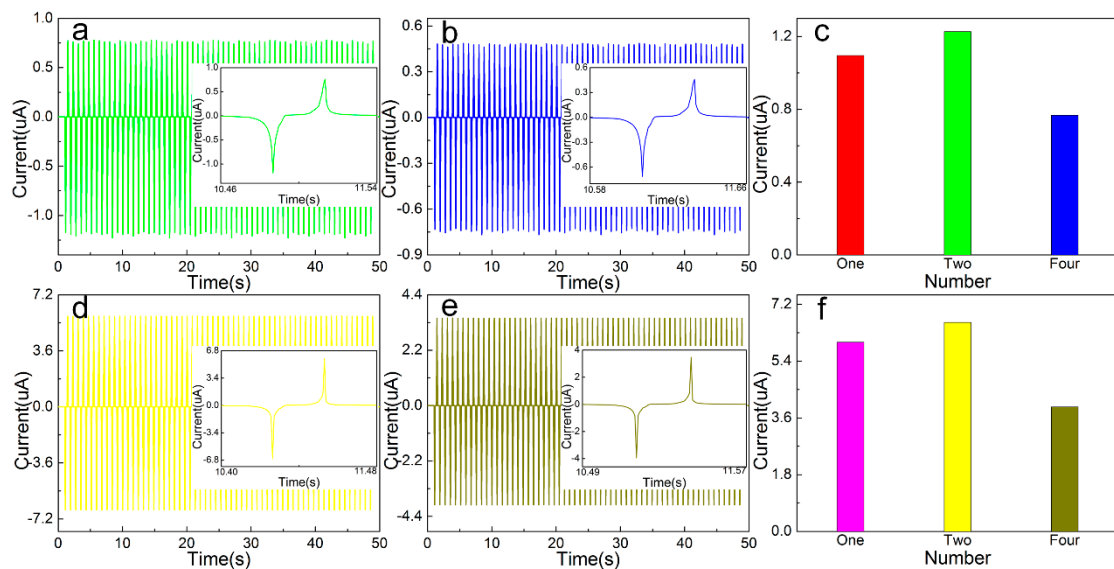 a
Current(uA)
1.0
0.5
0.0
-0.5
-1.0
0 10 20 30 40 50
Time(s)
Current(uA)
1.0
0.5
0.0
-0.5
-1.0
10.46 11.54
Time(s)
b
Current(uA)
0.6
0.3
0.0
-0.3
-0.6
-0.9
0 10 20 30 40 50
Time(s)
Current(uA)
0.6
0.3
0.0
-0.3
-0.6
10.58 11.66
Time(s)
c
Current(uA)
1.2
0.8
0.4
0.0
One Two Four
Number
d
Current(uA)
7.2
3.6
0.0
-3.6
-7.2
0 10 20 30 40 50
Time(s)
Current(uA)
6.8
3.4
0.0
-3.4
-6.8
10.40 11.48
Time(s)
e
Current(uA)
4.4
2.2
0.0
-2.2
-4.4
0 10 20 30 40 50
Time(s)
Current(uA)
4
2
0
-2
-4
10.49 11.57
Time(s)
f
Current(uA)
7.2
5.4
3.6
1.8
0.0
One Two Four
Number